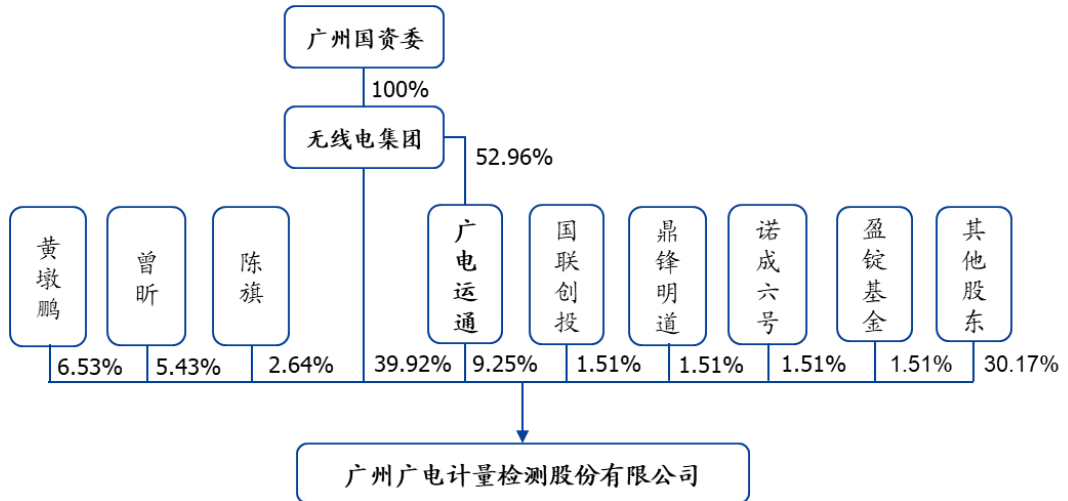 广州国资委
100%
无线电集团
52.96%
黄墩鹏
曾昕
陈旗
广电运通
国联创投
鼎锋明道
诺成六号
盈锭基金
其他股东
6.53%
5.43%
2.64%
39.92%
9.25%
1.51%
1.51%
1.51%
1.51%
30.17%
广州广电计量检测股份有限公司